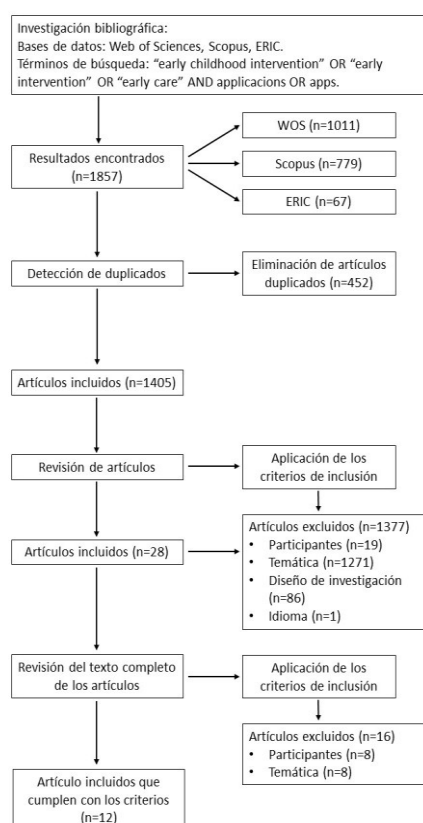 Investigación bibliográfica:
Bases de datos: Web of Sciences, Scopus, ERIC.
Términos de búsqueda: “early childhood intervention” OR “early
intervention” OR “early care” AND applicacions OR apps.
Resultados encontrados
(n=1857)
WOS (n=1011)
Scopus (n=779)
ERIC (n=67)
Detección de duplicados
Eliminación de artículos
duplicados (n=452)
Artículos incluidos (n=1405)
Revisión de artículos
Aplicación de los
criterios de inclusión
Artículos incluidos (n=28)
Artículos excluidos (n=1377)
• Participantes (n=19)
• Temática (n=1271)
• Diseño de investigación
(n=86)
• Idioma (n=1)
Revisión del texto completo
de los artículos
Aplicación de los
criterios de inclusión
Artículos excluidos (n=16)
• Participantes (n=8)
• Temática (n=8)
Artículo incluidos que
cumplen con los criterios
(n=12)